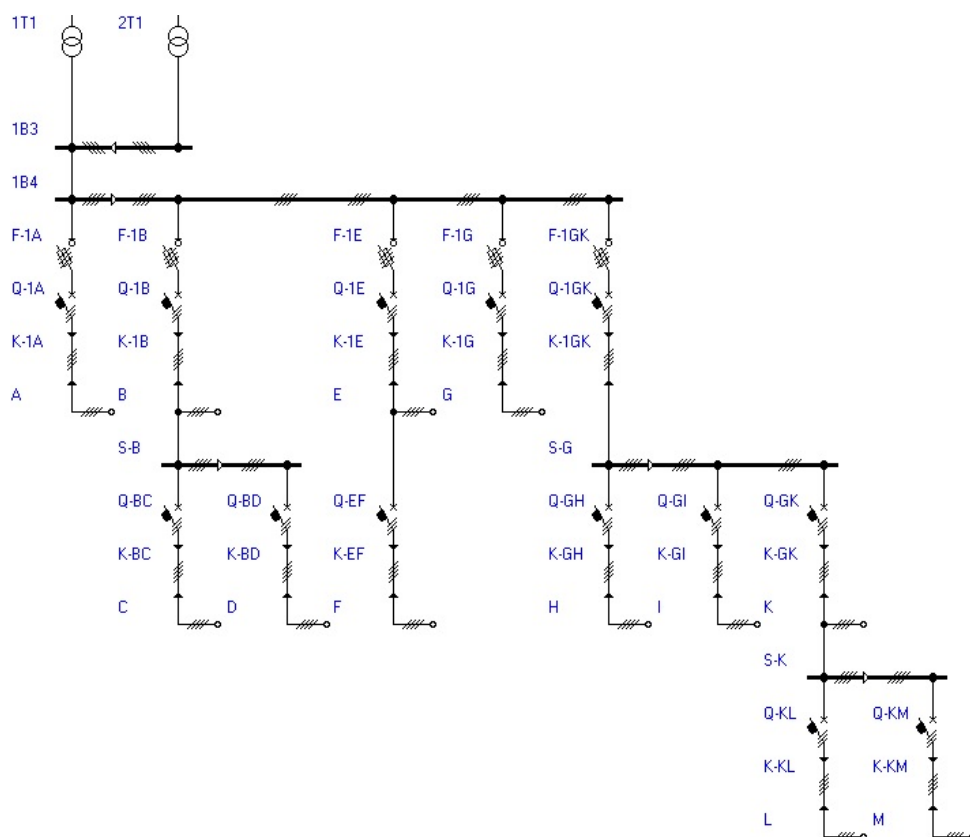 1T1 2T1
1B3
1B4
F-1A F-1B F-1E F-1G F-1GK
Q-1A Q-1B Q-1E Q-1G Q-1GK
K-1A K-1B K-1E K-1G K-1GK
A B E G
S-B S-G
Q-BC Q-BD Q-EF Q-GH Q-GI Q-GK
K-BC K-BD K-EF K-GH K-GI K-GK
C D F H I K
S-K
Q-KL Q-KM
K-KL K-KM
L M